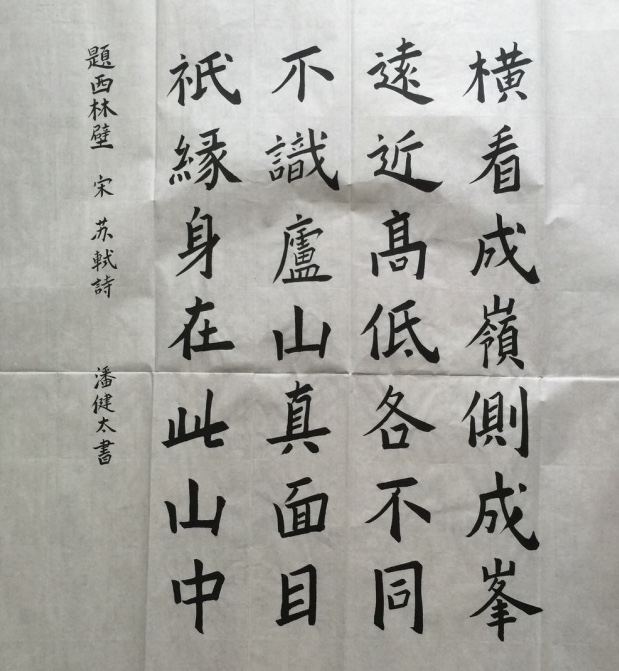 橫看成嶺側成峯
遠近髙低各不同
不識廬山真面目
祇緣身在此山中
題西林壁 宋 苏軾詩 潘健太書